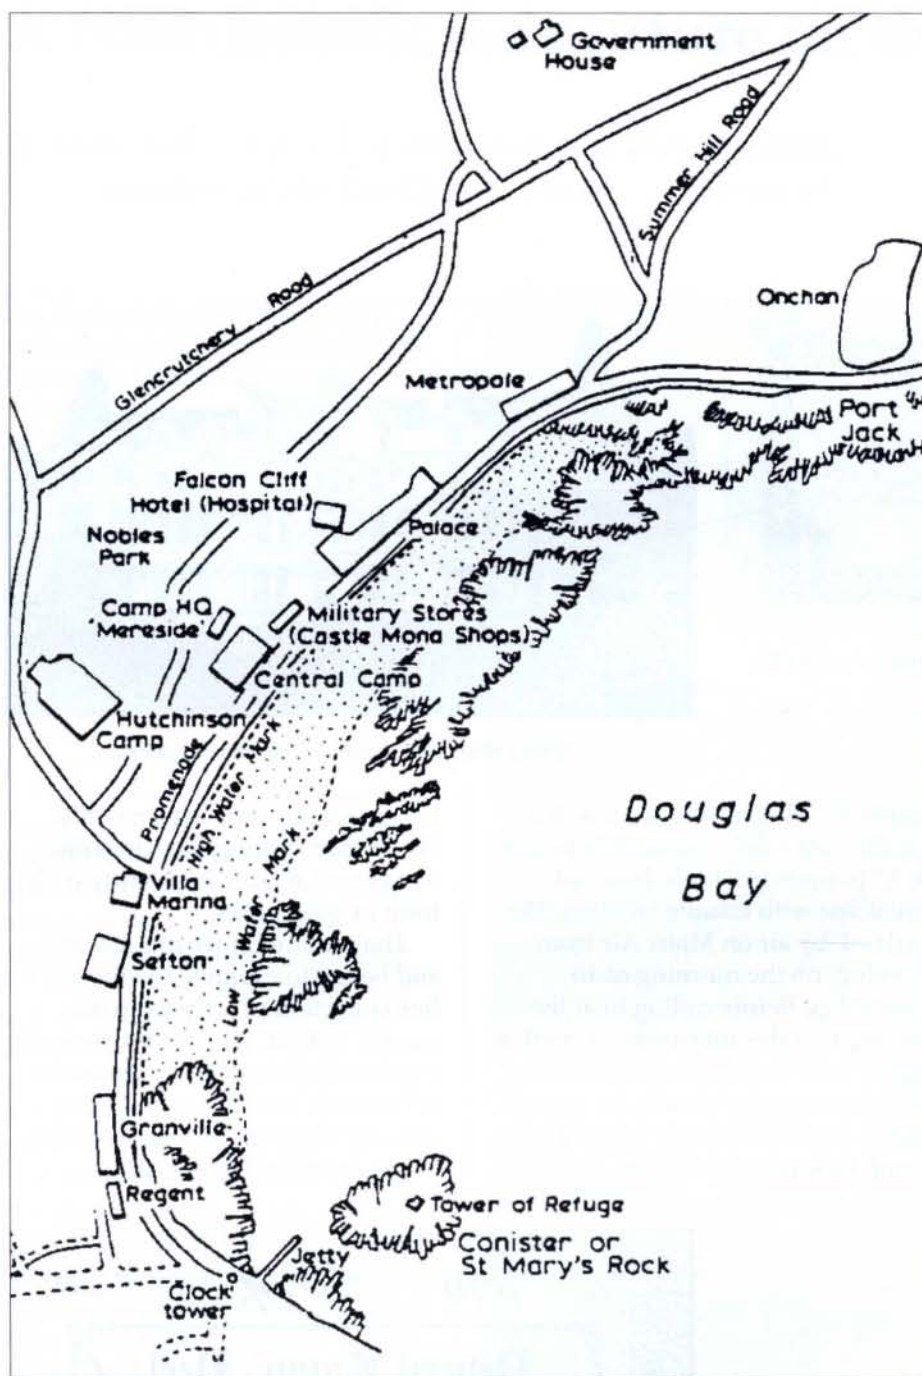 Government
House
Summer Hill Road
Onchan
Glencrutchery Road
Metropole
Port
Jack
Falcon Cliff
Hotel (Hospital)
Palace
Nobles
Park
Camp HQ
'Mereside'
Military Stores
(Castle Mona Shops)
Central Camp
Hutchinson
Camp
Promenade
High Water Mark
Low Water Mark
Douglas
Bay
Villa
Marina
Sefton
Granville
Regent
Tower of Refuge
Conister or
St Mary's Rock
Jetty
Clock
tower